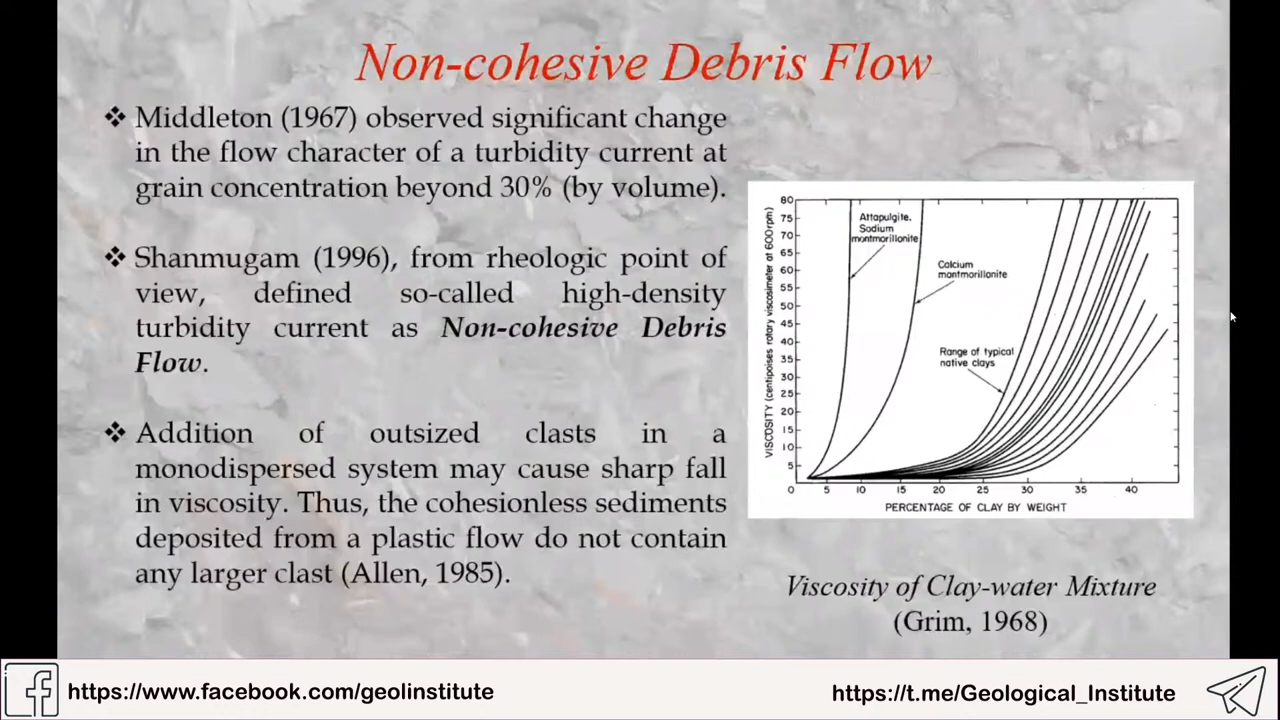 Non-cohesive Debris Flow
❖ Middleton (1967) observed significant change
in the flow character of a turbidity current at
grain concentration beyond 30% (by volume).
❖ Shanmugam (1996), from rheologic point of
view, defined so-called high-density
turbidity current as Non-cohesive Debris
Flow.
❖ Addition of outsized clasts in a
monodispersed system may cause sharp fall
in viscosity. Thus, the cohesionless sediments
deposited from a plastic flow do not contain
any larger clast (Allen, 1985).
VISCOSITY (centipoises rotary viscosimeter at 600 rpm)
80
75
70
65
60
55
50
45
40
35
30
25
20
15
10
5
Attapulgite,
Sodium
montmorillonite
Calcium
montmorillonite
Range of typical
native clays
0 5 10 15 20 25 30 35 40
PERCENTAGE OF CLAY BY WEIGHT
Viscosity of Clay-water Mixture
(Grim, 1968)
https://www.facebook.com/geolinstitute
https://t.me/Geological_Institute